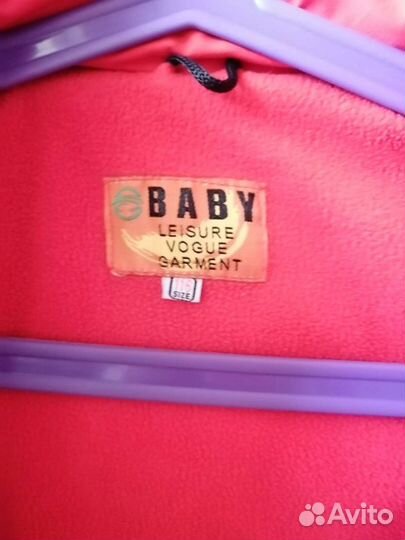 BABY
LEISURE
VOGUE
GARMENT
SIZE
Avito